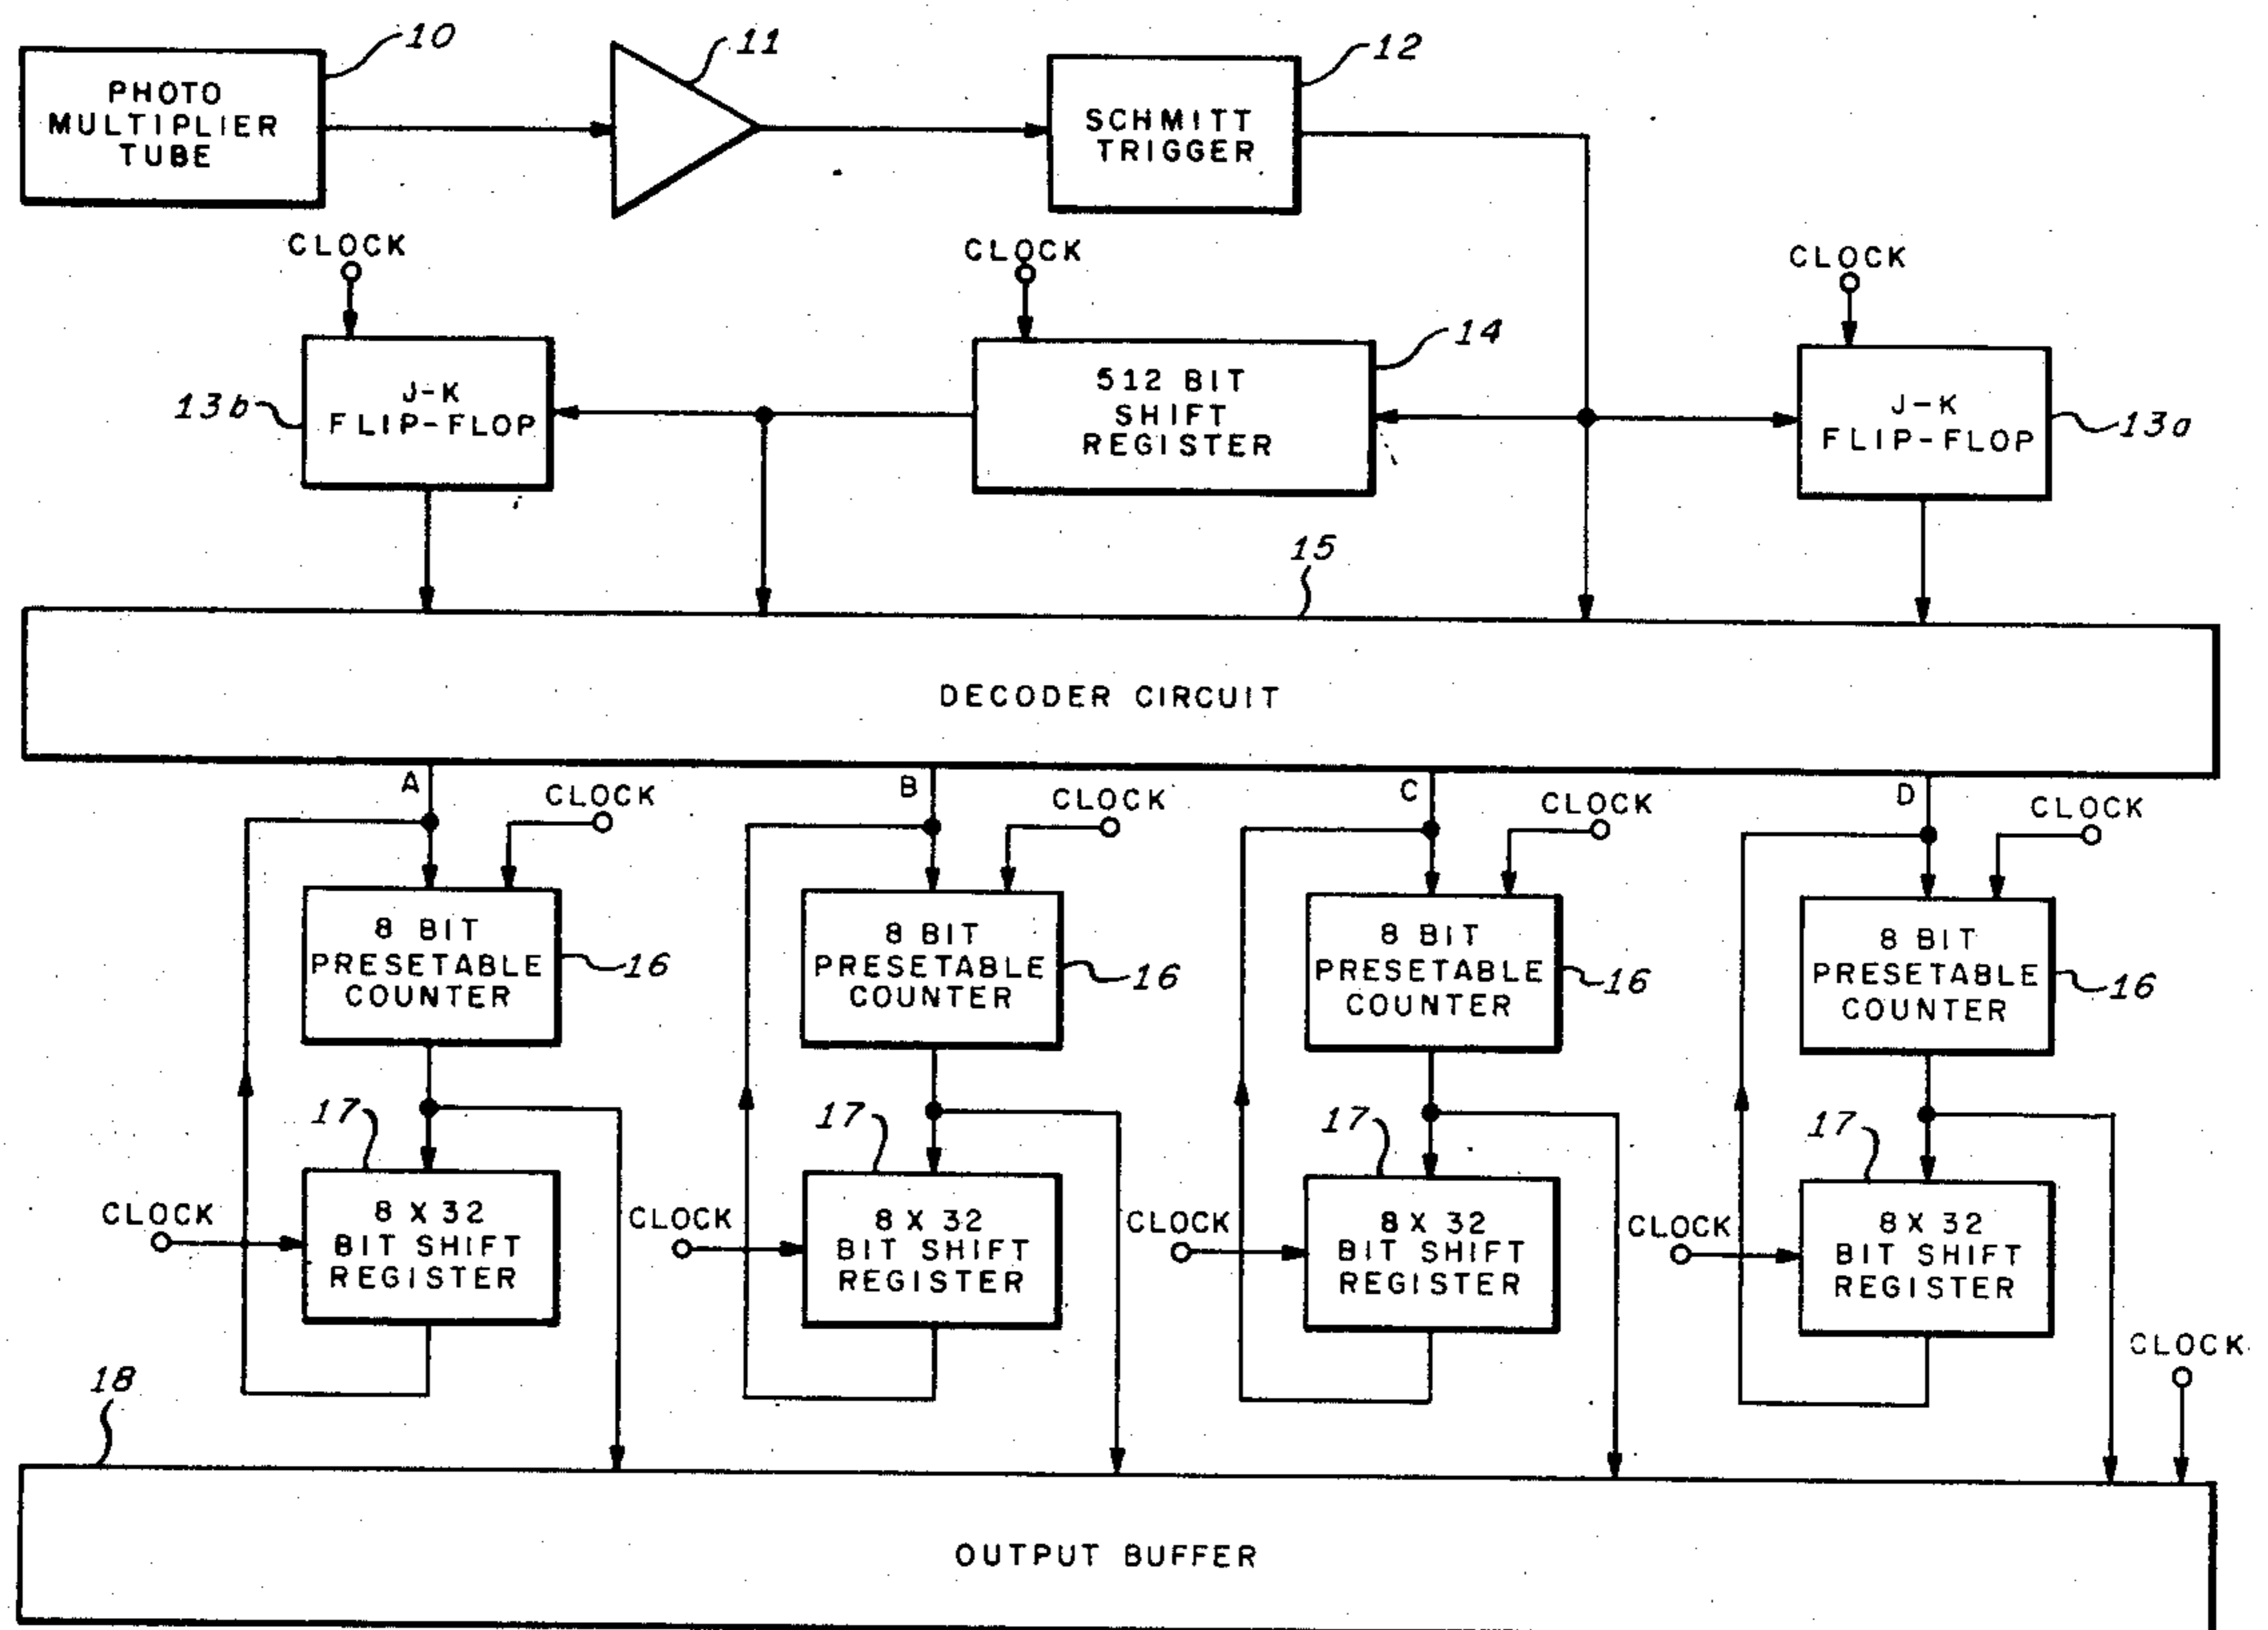 10
11
12
PHOTO
MULTIPLIER
TUBE
SCHMITT
TRIGGER
CLOCK
CLOCK
CLOCK
13b
J-K
FLIP-FLOP
14
512 BIT
SHIFT
REGISTER
J-K
FLIP-FLOP
13a
15
DECODER CIRCUIT
A
CLOCK
B
CLOCK
C
CLOCK
D
CLOCK
8 BIT
PRESETABLE
COUNTER
16
8 BIT
PRESETABLE
COUNTER
16
8 BIT
PRESETABLE
COUNTER
16
8 BIT
PRESETABLE
COUNTER
16
17
17
17
17
CLOCK
8 X 32
BIT SHIFT
REGISTER
CLOCK
8 X 32
BIT SHIFT
REGISTER
CLOCK
8 X 32
BIT SHIFT
REGISTER
CLOCK
8 X 32
BIT SHIFT
REGISTER
CLOCK
18
OUTPUT BUFFER